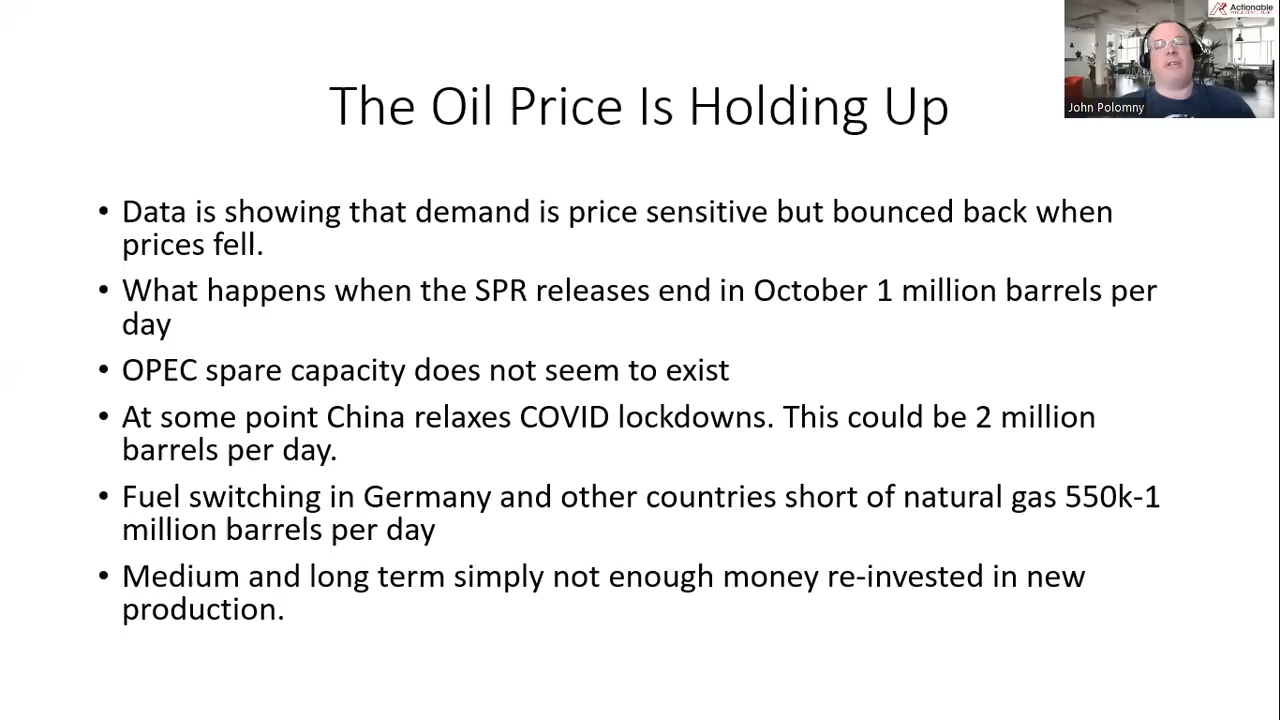 Actionable
John Polomny
The Oil Price Is Holding Up
• Data is showing that demand is price sensitive but bounced back when
prices fell.
• What happens when the SPR releases end in October 1 million barrels per
day
• OPEC spare capacity does not seem to exist
• At some point China relaxes COVID lockdowns. This could be 2 million
barrels per day.
• Fuel switching in Germany and other countries short of natural gas 550k-1
million barrels per day
• Medium and long term simply not enough money re-invested in new
production.